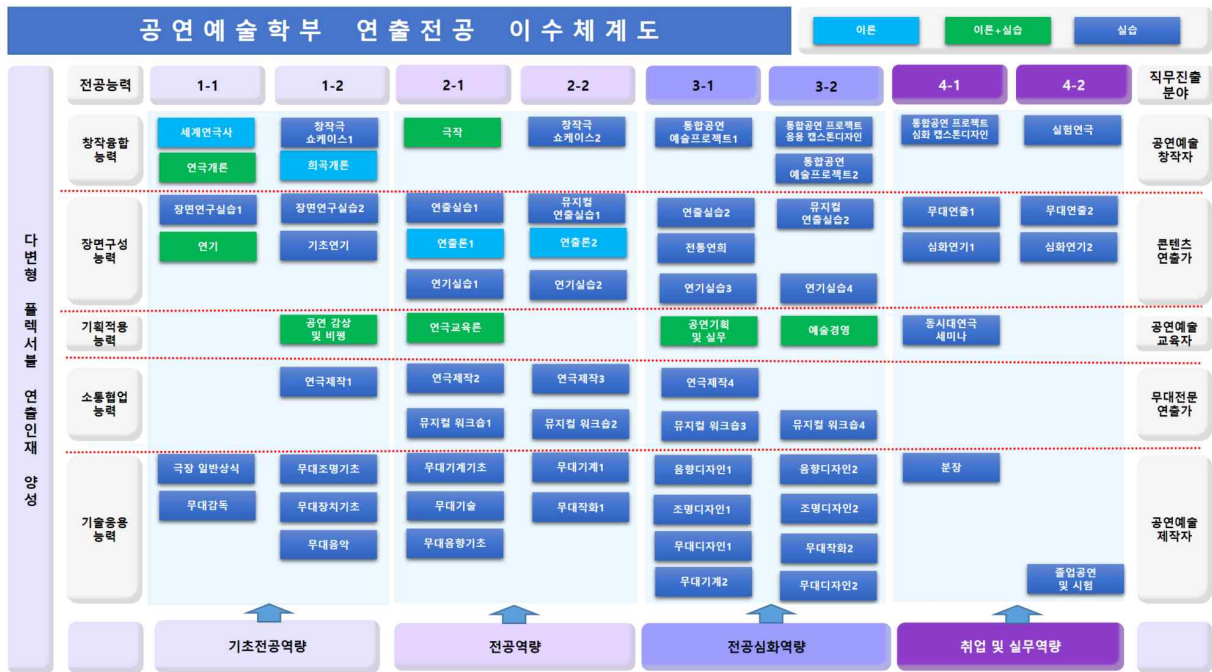 공연예술학부 연출전공 이수체계도
이론
이론+실습
실습
다변형 플렉서블 연출인재 양성
전공능력
1-1
1-2
2-1
2-2
3-1
3-2
4-1
4-2
직무진출
분야
창작융합
능력
세계연극사
연극개론
창작극
쇼케이스1
희곡개론
극작
창작극
쇼케이스2
통합공연
예술프로젝트1
통합공연 프로젝트
응용 캡스톤디자인
통합공연
예술프로젝트2
통합공연 프로젝트
심화 캡스톤디자인
실험연극
공연예술
창작자
장면구성
능력
장면연구실습1
연기
장면연구실습2
기초연기
연출실습1
연출론1
연기실습1
뮤지컬
연출실습1
연출론2
연기실습2
연출실습2
전통연희
연기실습3
뮤지컬
연출실습2
연기실습4
무대연출1
심화연기1
무대연출2
심화연기2
콘텐츠
연출가
기획적용
능력
공연 감상
및 비평
연극교육론
공연기획
및 실무
예술경영
동시대연극
세미나
공연예술
교육자
소통협업
능력
연극제작1
연극제작2
뮤지컬 워크숍1
연극제작3
뮤지컬 워크숍2
연극제작4
뮤지컬 워크숍3
뮤지컬 워크숍4
무대전문
연출가
기술응용
능력
극장 일반상식
무대감독
무대조명기초
무대장치기초
무대음악
무대기계기초
무대기술
무대음향기초
무대기계1
무대작화1
음향디자인1
조명디자인1
무대디자인1
무대기계2
음향디자인2
조명디자인2
무대작화2
무대디자인2
분장
졸업공연
및 시험
공연예술
제작자
기초전공역량
전공역량
전공심화역량
취업 및 실무역량